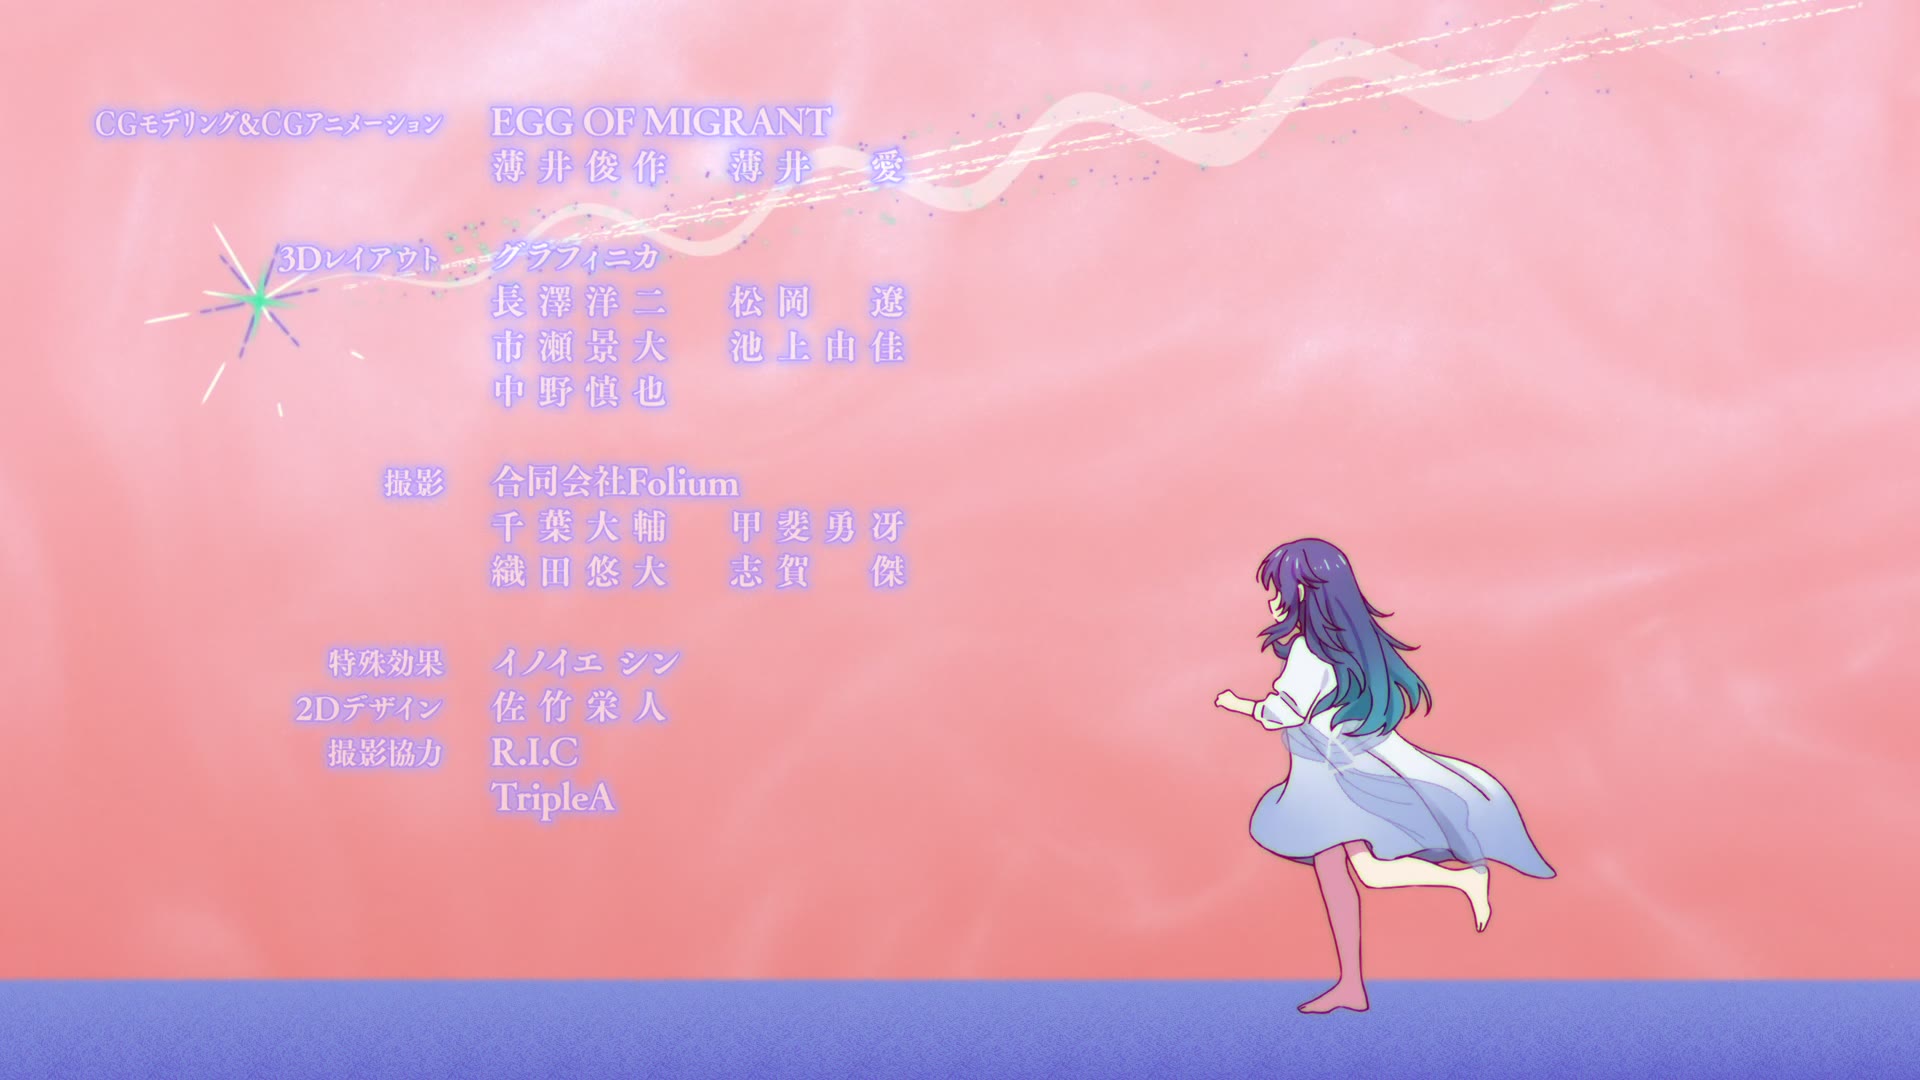 CGモデリング&CGアニメーション EGG OF MIGRANT
薄井俊作 薄井 愛
3Dレイアウト グラフィニカ
長澤洋二 松岡 遼
市瀬景大 池上由佳
中野慎也
撮影 合同会社Folium
千葉大輔 甲斐勇冴
織田悠大 志賀 傑
特殊効果 イノイエ シン
2Dデザイン 佐竹栄人
撮影協力 R.I.C
TripleA